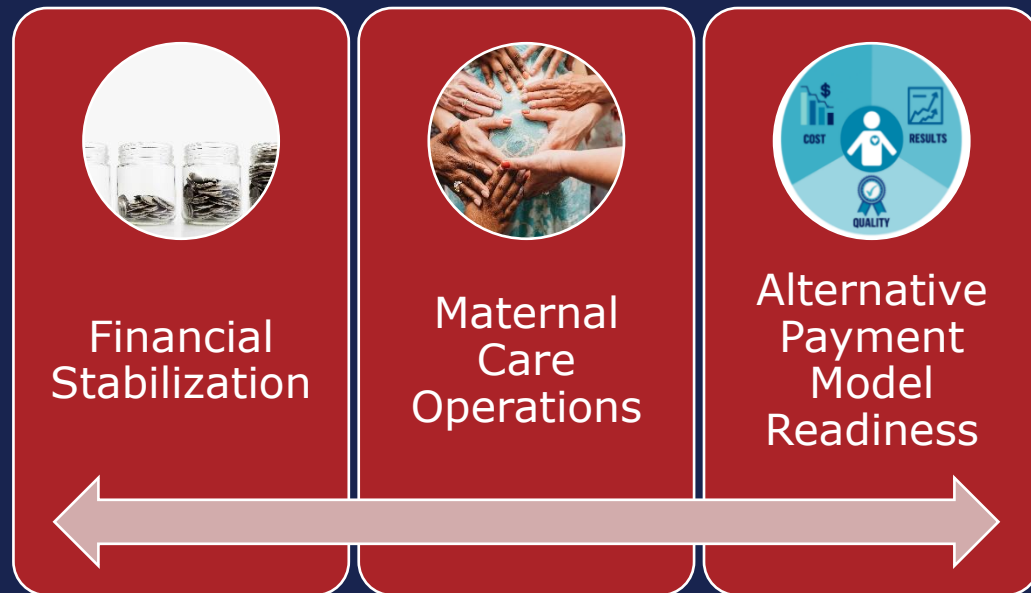 Financial
Stabilization
Maternal
Care
Operations
$
COST
RESULTS
QUALITY
Alternative
Payment
Model
Readiness